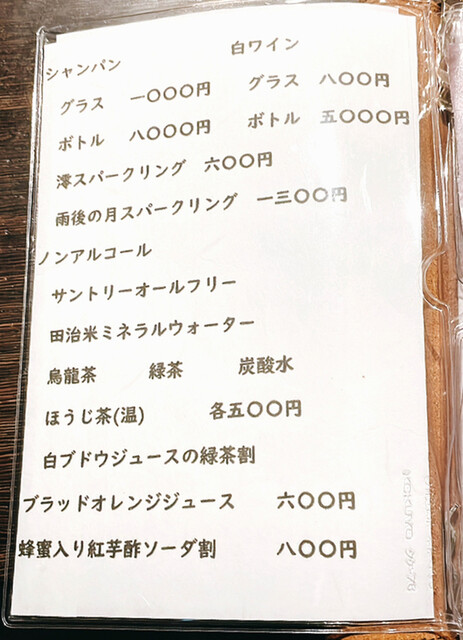 シャンパン　　　　　白ワイン
グラス　一〇〇〇円　　グラス　八〇〇円
ボトル　八〇〇〇円　　ボトル　五〇〇〇円
澪スパークリング　六〇〇円
雨後の月スパークリング　一三〇〇円
ノンアルコール
サントリーオールフリー
田治米ミネラルウォーター
烏龍茶　　緑茶　　炭酸水
ほうじ茶(温)　　各五〇〇円
白ブドウジュースの緑茶割
ブラッドオレンジジュース　六〇〇円
蜂蜜入り紅芋酢ソーダ割　八〇〇円